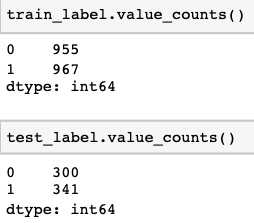 train_label.value_counts()
0    955
1    967
dtype: int64
test_label.value_counts()
0    300
1    341
dtype: int64